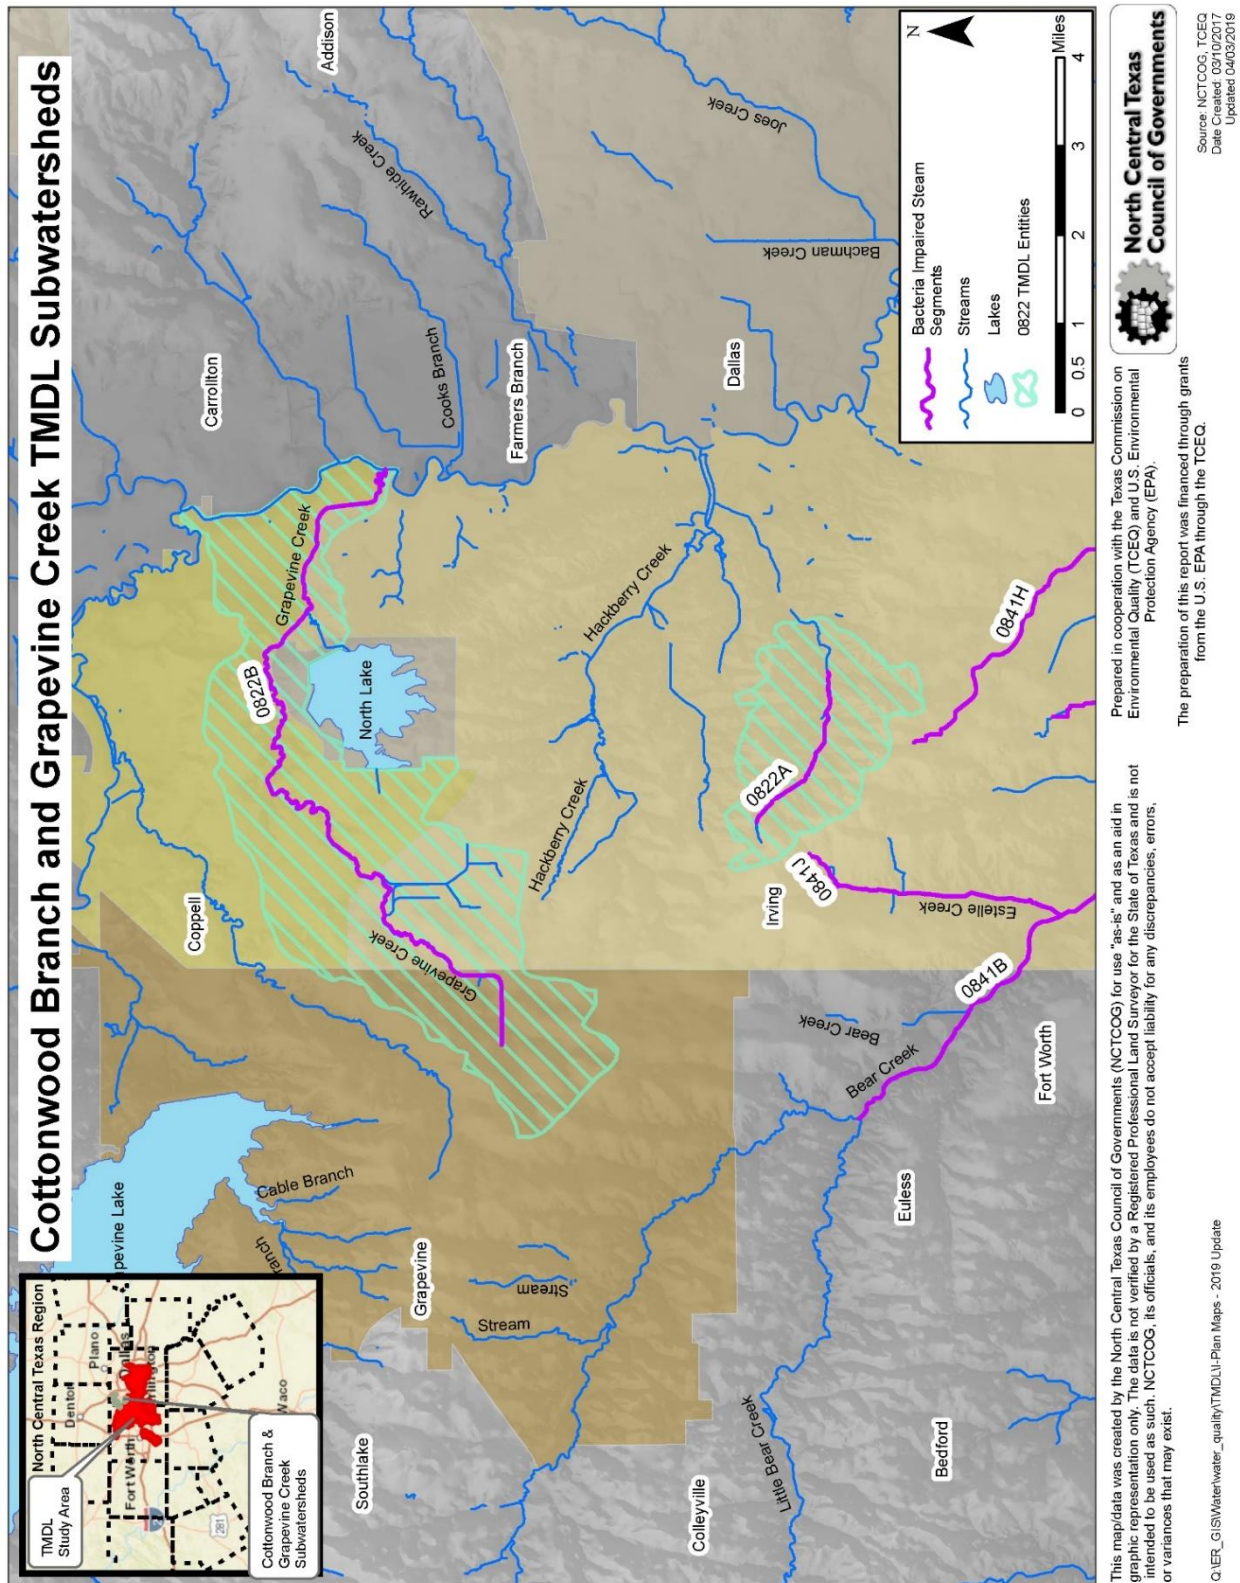 Cottonwood Branch and Grapevine Creek TMDL Subwatersheds
North Central Texas Region
TMDL
Study Area
Denton
Plano
Dallas
Fort Worth
rlington
Waco
281
Cottonwood Branch &
Grapevine Creek
Subwatersheds
apevine Lake
ranch
Cable Branch
Grapevine
Stream
Stream
Southlake
Colleyville
Little Bear Creek
Bedford
Euless
Bear Creek
Bear Creek
Fort Worth
0841B
Estelle Creek
0841J
Irving
0822A
0841H
Coppell
Grapevine Creek
0822B
Grapevine Creek
North Lake
Hackberry Creek
Hackberry Creek
Carrollton
Cooks Branch
Farmers Branch
Rawhide Creek
Addison
Dallas
Bachman Creek
Joes Creek
N
Bacteria Impaired Steam
Segments
Streams
Lakes
0822 TMDL Entities
0 0.5 1 2 3 4
Miles
This map/data was created by the North Central Texas Council of Governments (NCTCOG) for use "as-is" and as an aid in
graphic representation only. The data is not verified by a Registered Professional Land Surveyor for the State of Texas and is not
intended to be used as such. NCTCOG, its officials, and its employees do not accept liability for any discrepancies, errors,
or variances that may exist.
Q:\ER_GIS\Water\water_quality\TMDL\I-Plan Maps - 2019 Update
Prepared in cooperation with the Texas Commission on
Environmental Quality (TCEQ) and U.S. Environmental
Protection Agency (EPA).
The preparation of this report was financed through grants
from the U.S. EPA through the TCEQ.
North Central Texas
Council of Governments
Source: NCTCOG, TCEQ
Date Created: 03/10/2017
Updated 04/03/2019